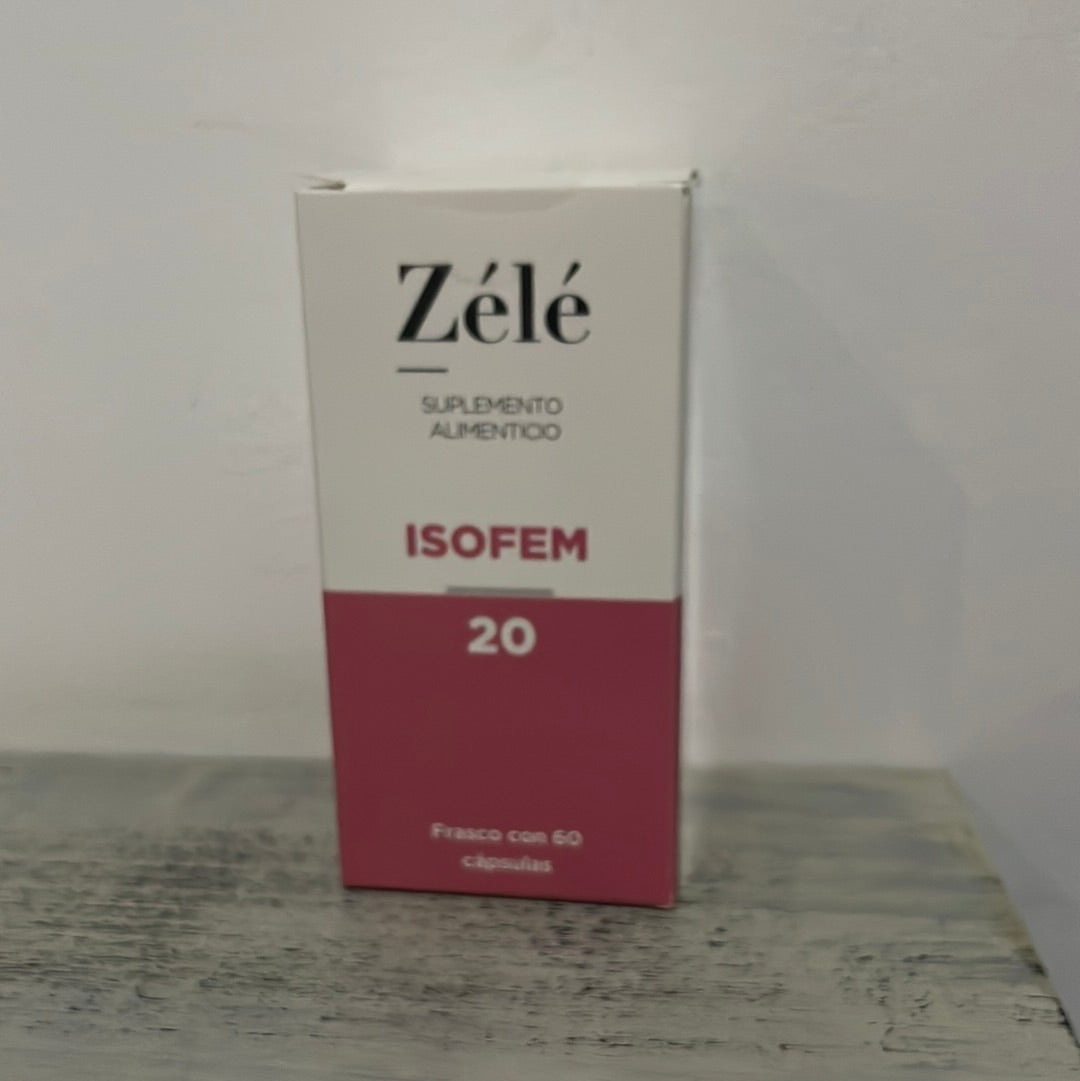 Zélé
SUPLEMENTO
ALIMENTICIO
ISOFEM
20
Frasco con 60
cápsulas